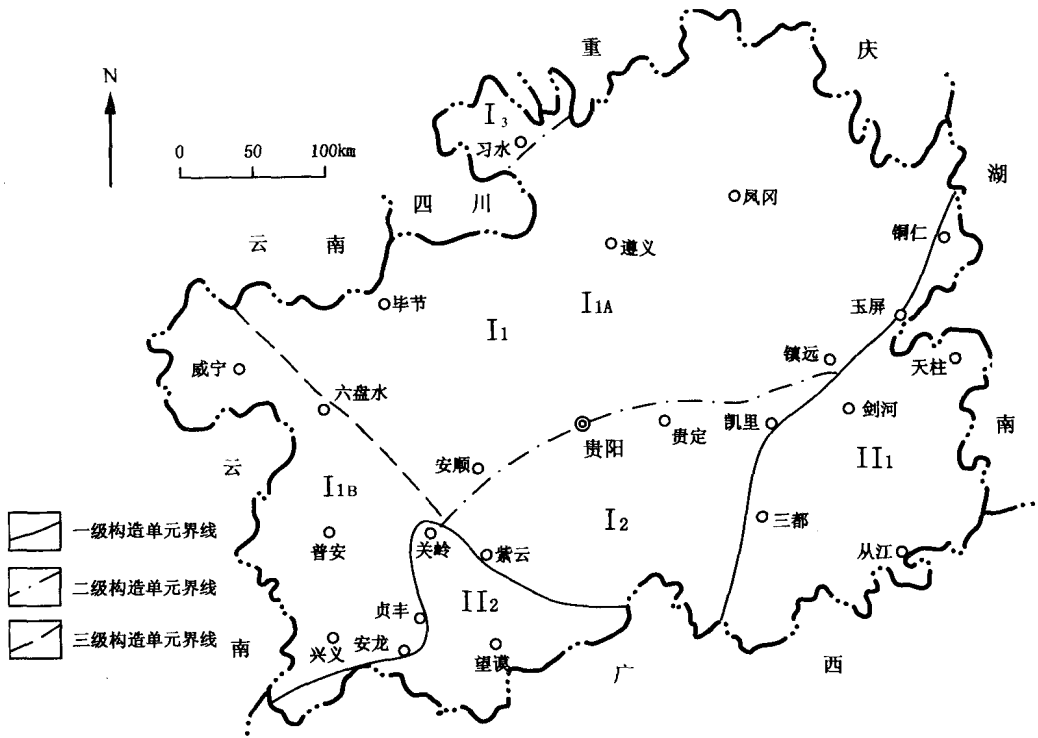 重 庆
N
I3
习水
0 50 100km
湖
凤冈
四川
云南
铜仁
遵义
毕节
I1A
玉屏
I1
镇远
天柱
威宁
六盘水
剑河
凯里
贵定
贵阳
南
安顺
II1
云
I1B
I2
三都
一级构造单元界线
普安
关岭
紫云
从江
二级构造单元界线
II2
贞丰
三级构造单元界线
南
兴义
安龙
望谟
广 西